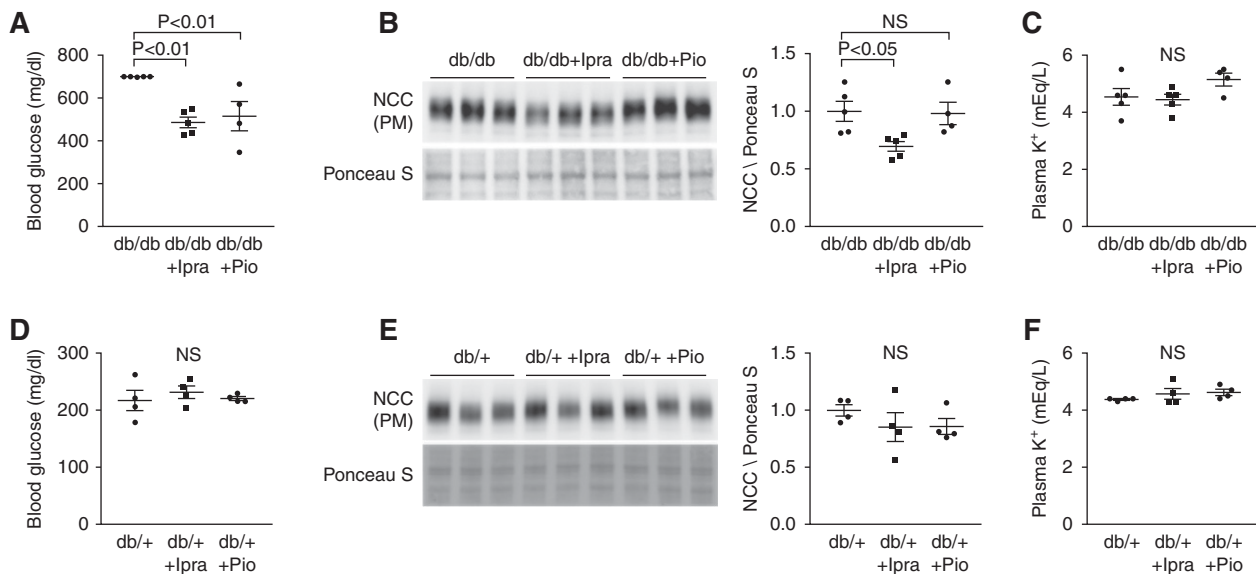 A
P<0.01
P<0.01
Blood glucose (mg/dl)
800
600
400
200
0
db/db db/db db/db
+Ipra +Pio
B
db/db db/db+Ipra db/db+Pio
NCC
(PM)
Ponceau S
NS
P<0.05
NCC \ Ponceau S
1.5
1.0
0.5
0.0
db/db db/db db/db
+Ipra +Pio
C
NS
Plasma K+ (mEq/L)
6
4
2
0
db/db db/db db/db
+Ipra +Pio
D
NS
Blood glucose (mg/dl)
300
200
100
0
db/+ db/+ db/+
+Ipra +Pio
E
db/+ db/+ +Ipra db/+ +Pio
NCC
(PM)
Ponceau S
NS
NCC \ Ponceau S
1.5
1.0
0.5
0.0
db/+ db/+ db/+
+Ipra +Pio
F
NS
Plasma K+ (mEq/L)
6
4
2
0
db/+ db/+ db/+
+Ipra +Pio